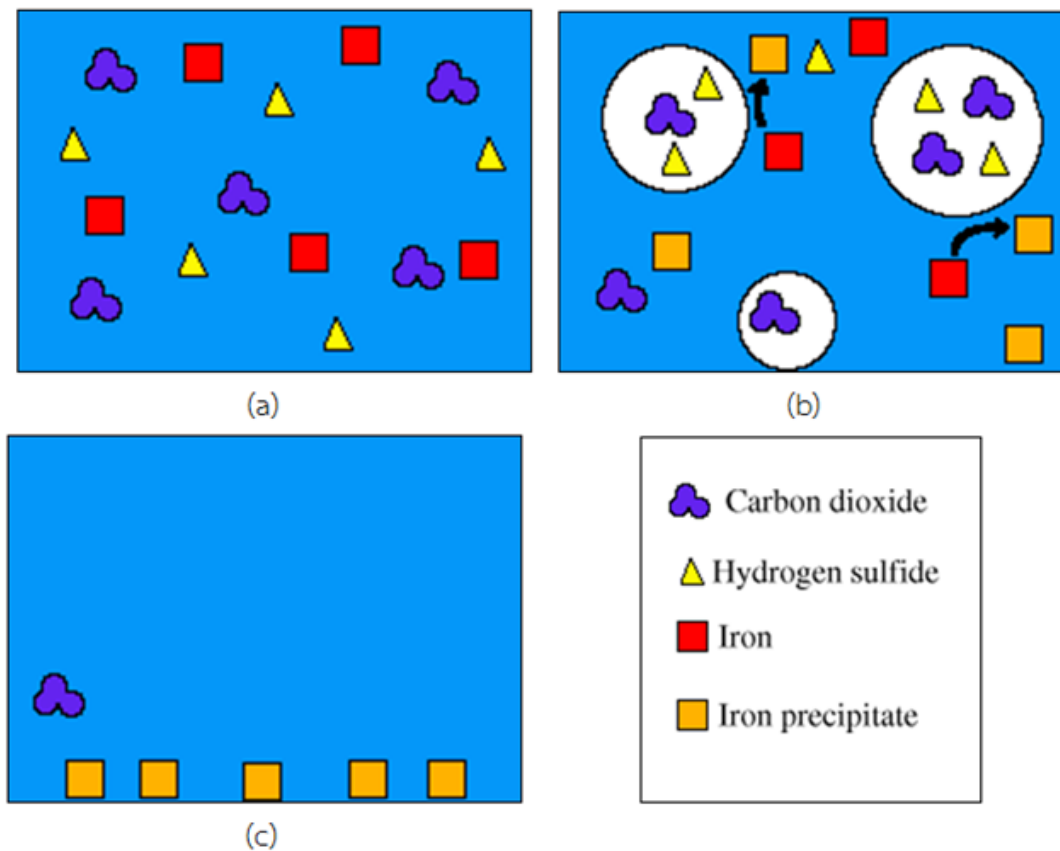 (a)
(b)
(c)
Carbon dioxide
Hydrogen sulfide
Iron
Iron precipitate